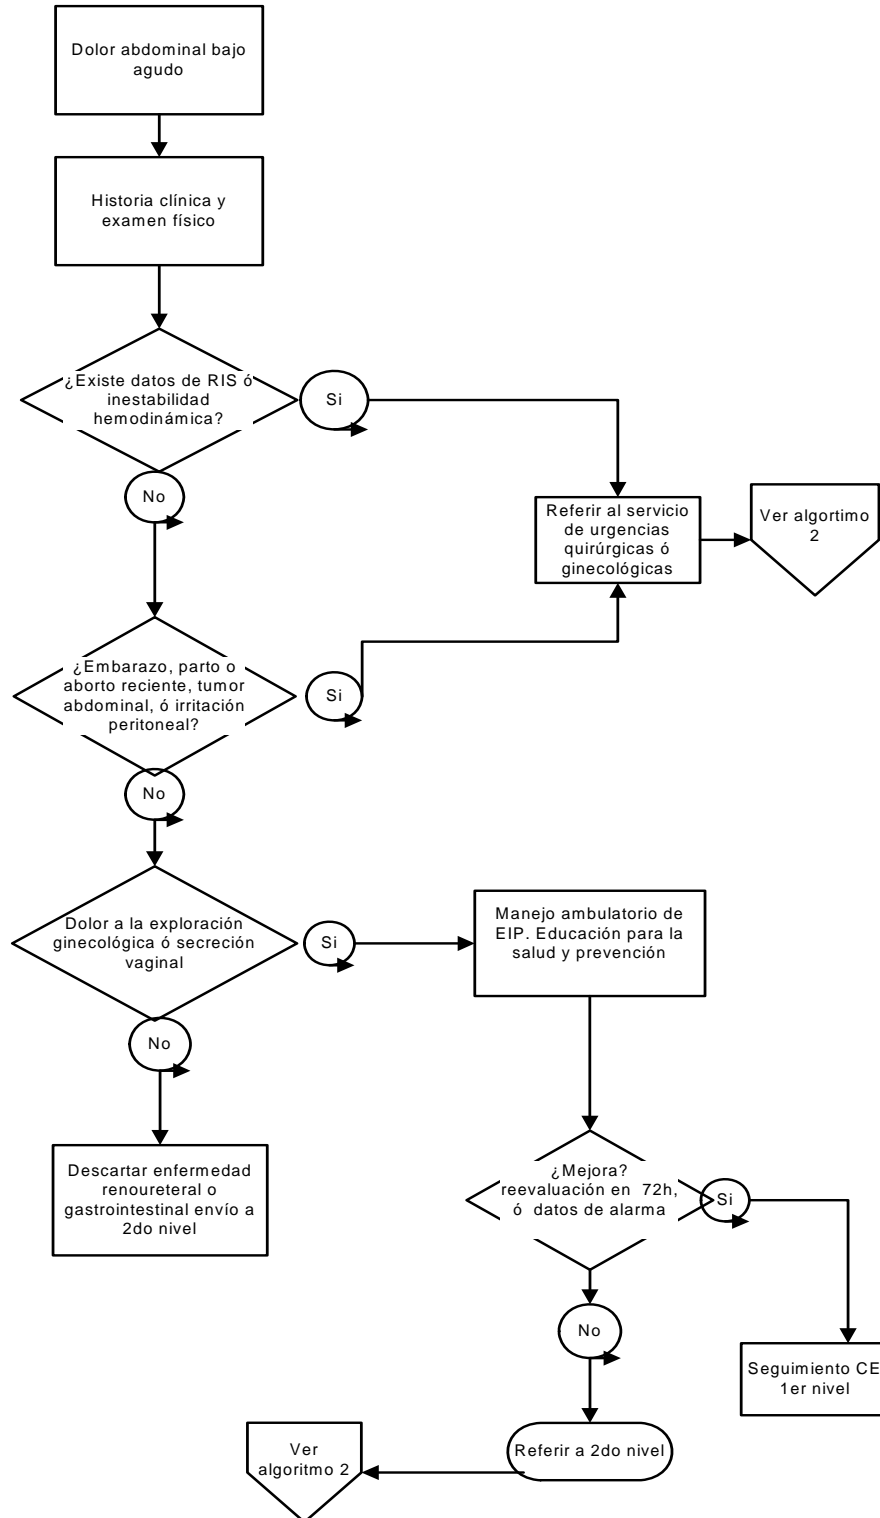 Dolor abdominal bajo
agudo
Historia clínica y
examen físico
¿Existe datos de RIS ó
inestabilidad
hemodinámica?
Si
No
Referir al servicio
de urgencias
quirúrgicas ó
ginecológicas
Ver algortimo
2
¿Embarazo, parto o
aborto reciente, tumor
abdominal, ó irritación
peritoneal?
Si
No
Dolor a la exploración
ginecológica ó secreción
vaginal
Si
Manejo ambulatorio de
EIP. Educación para la
salud y prevención
No
Descartar enfermedad
renoureteral o
gastrointestinal envío a
2do nivel
¿Mejora?
reevaluación en 72h,
ó datos de alarma
Si
No
Seguimiento CE
1er nivel
Referir a 2do nivel
Ver
algoritmo 2